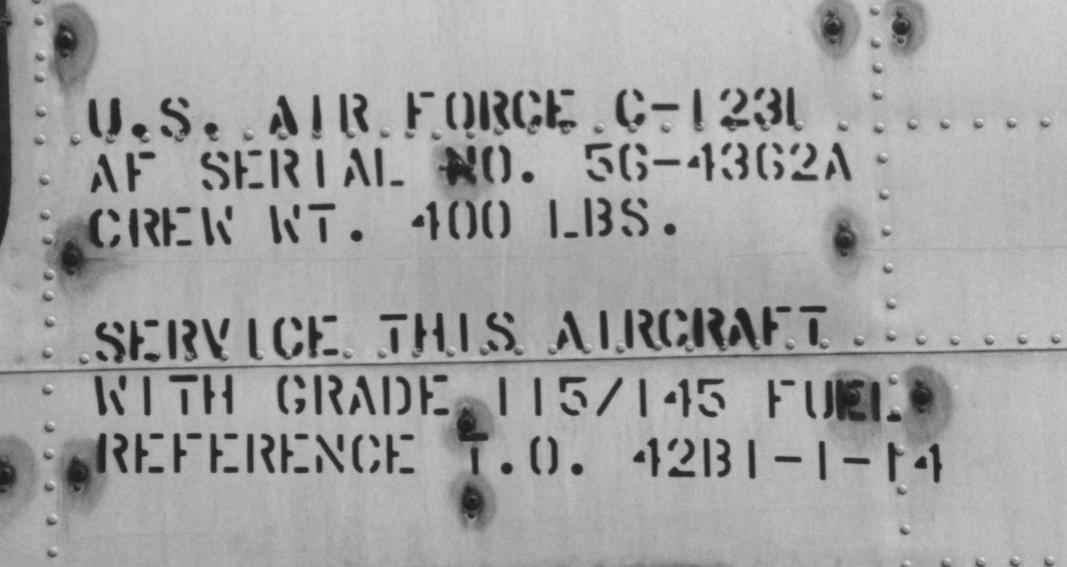 U.S. AIR FORCE C-123L
AF SERIAL NO. 56-4362A
CREW WT. 400 LBS.
SERVICE THIS AIRCRAFT
WITH GRADE 115/145 FUEL
REFERENCE T.O. 42B1-1-14